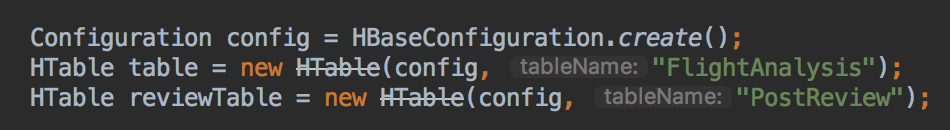 Configuration config = HBaseConfiguration.create();
HTable table = new HTable(config, tableName: "FlightAnalysis");
HTable reviewTable = new HTable(config, tableName: "PostReview");